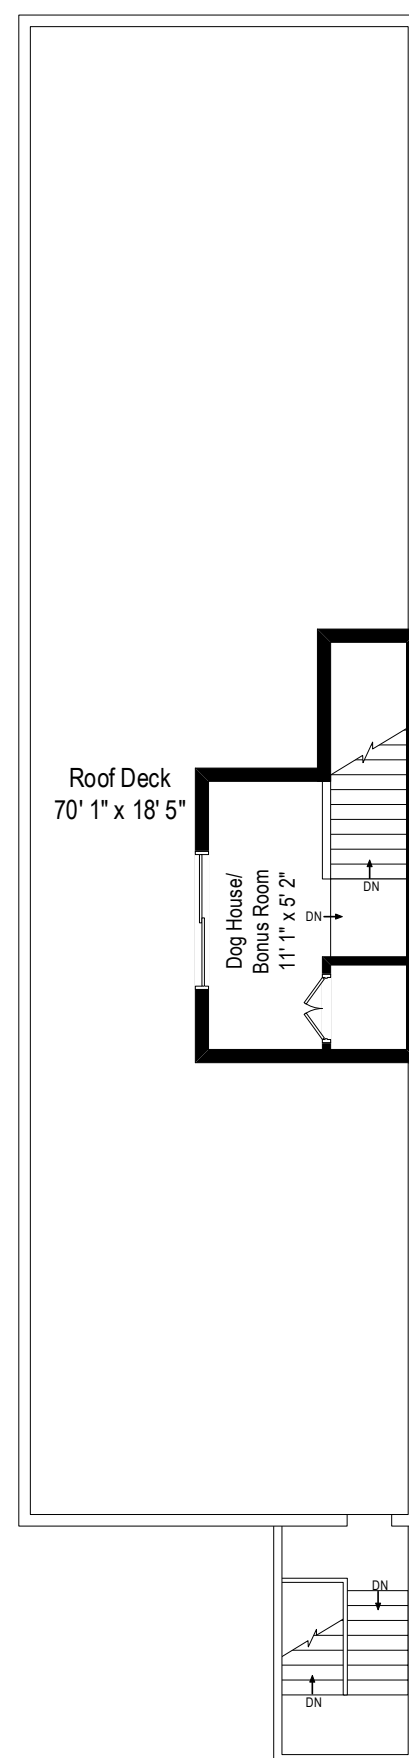 Roof Deck
70' 1" x 18' 5"
Dog House/
Bonus Room
11' 1" x 5' 2"
DN
DN
DN
DN